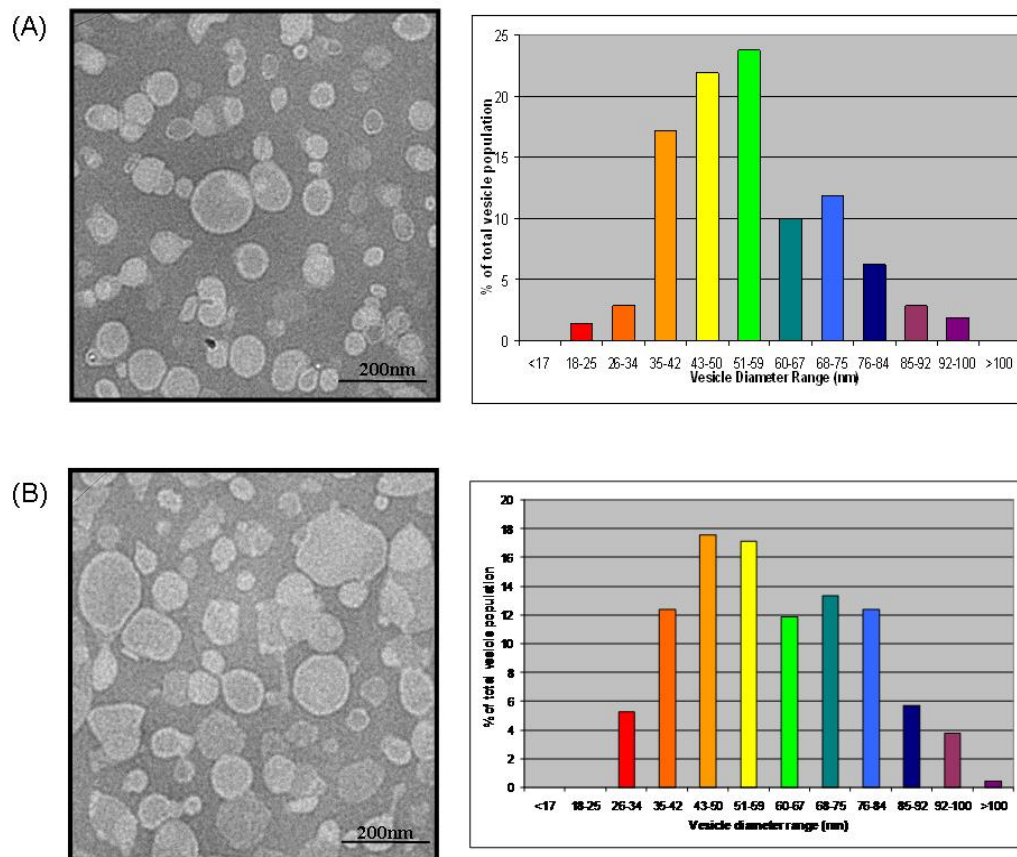 (A)
200nm
25
20
15
10
5
0
% of total vesicle population
<17 18-25 26-34 35-42 43-50 51-59 60-67 68-75 76-84 85-92 92-100 >100
Vesicle Diameter Range (nm)
(B)
200nm
20
18
16
14
12
10
8
6
4
2
0
% of total vesicle population
<17 18-25 26-34 35-42 43-50 51-59 60-67 68-75 76-84 85-92 92-100 >100
Vesicle diameter range (nm)